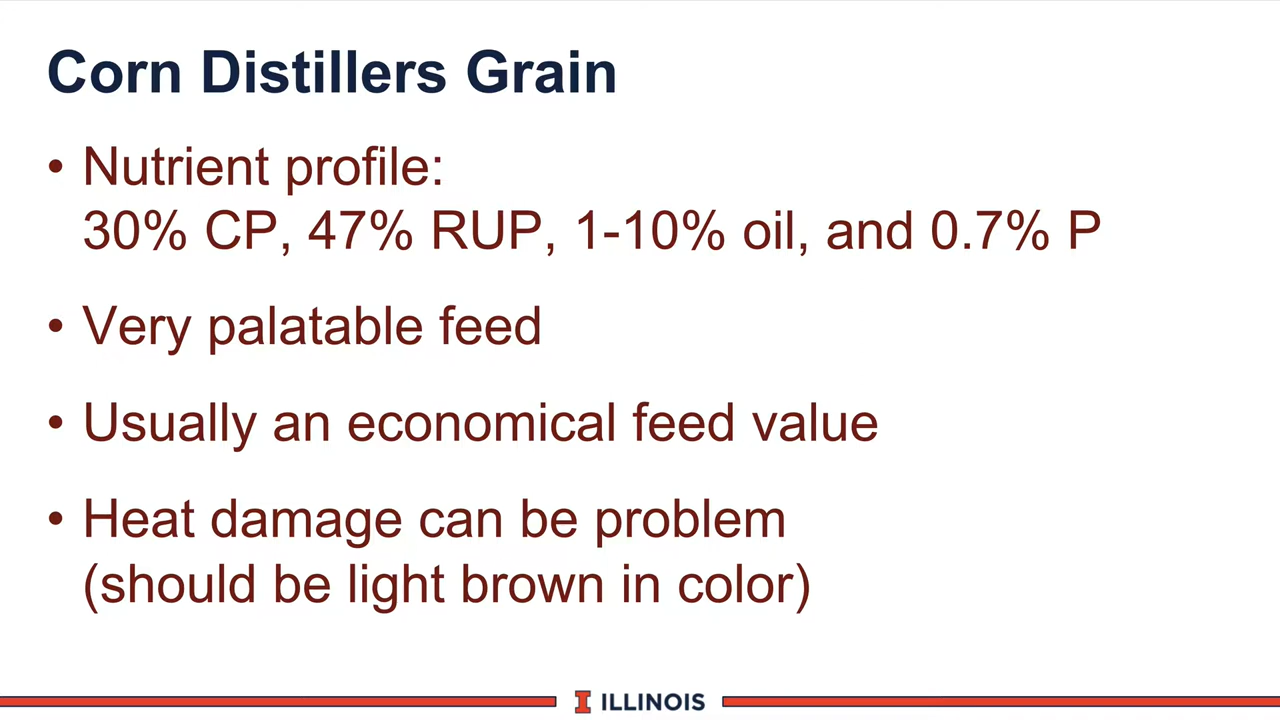 Corn Distillers Grain
• Nutrient profile:
30% CP, 47% RUP, 1-10% oil, and 0.7% P
• Very palatable feed
• Usually an economical feed value
• Heat damage can be problem
(should be light brown in color)
I ILLINOIS